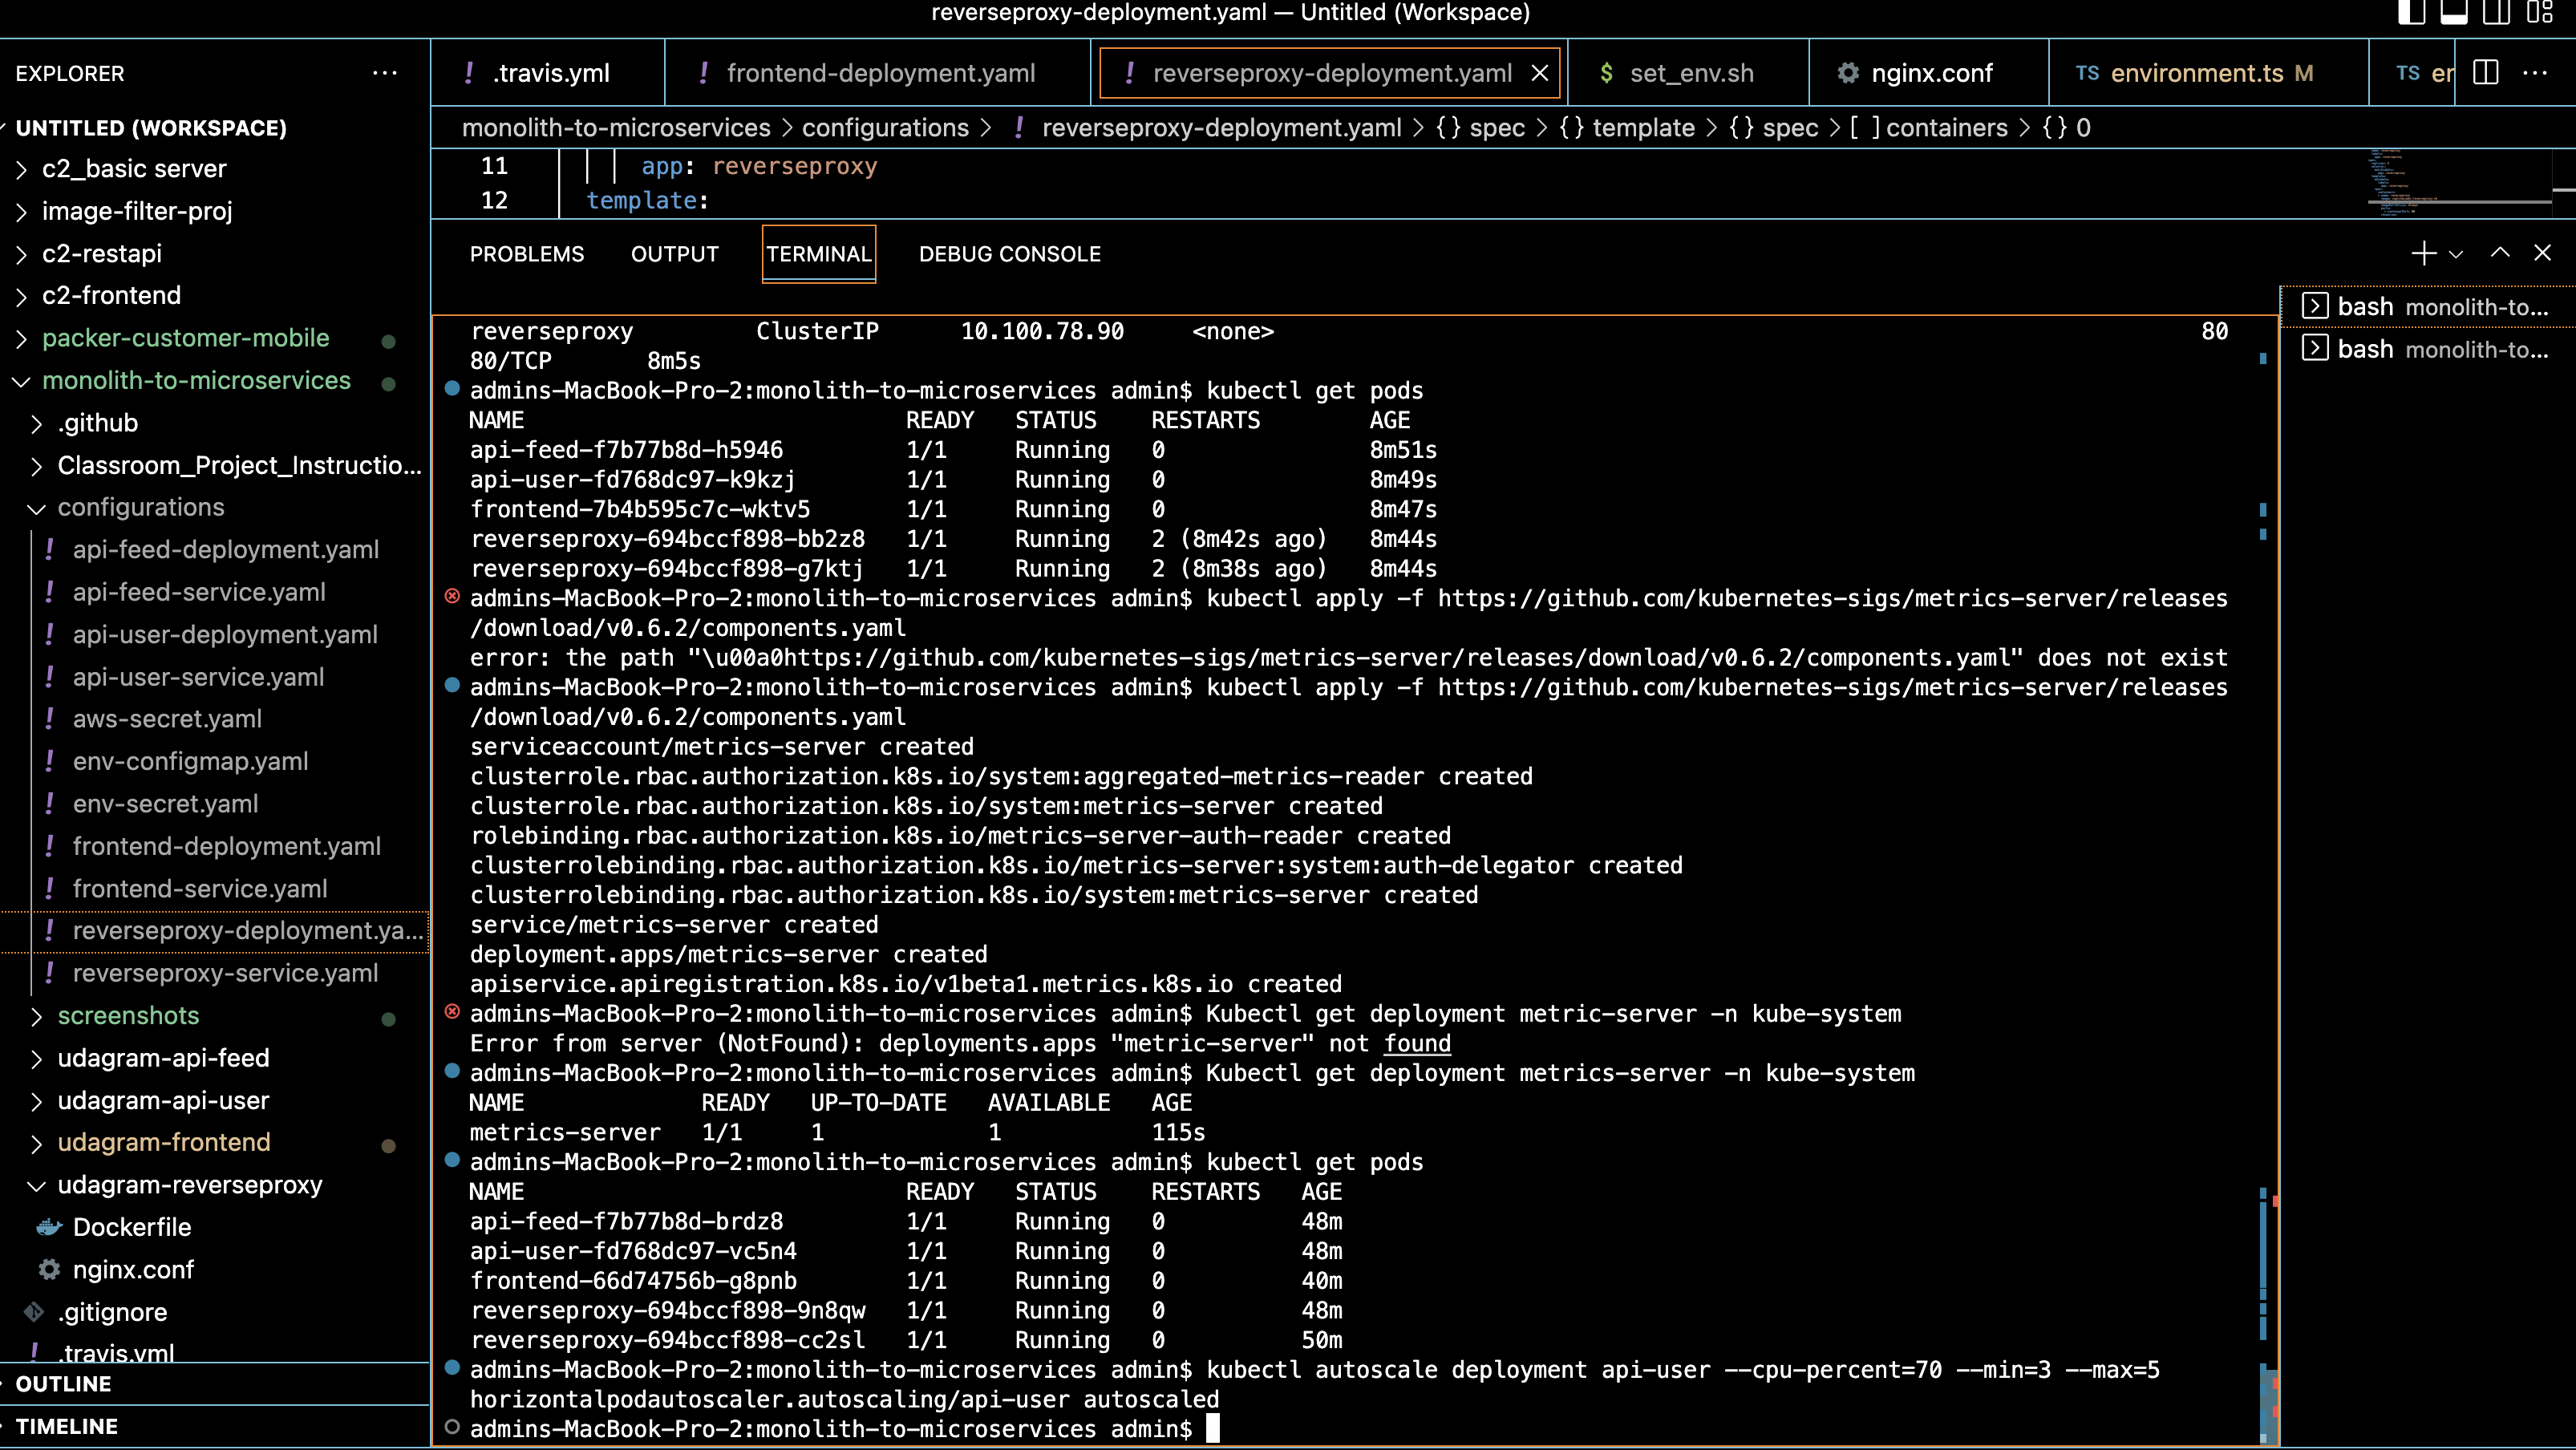 reverseproxy-deployment.yaml — Untitled (Workspace)
EXPLORER
UNTITLED (WORKSPACE)
c2_basic server
image-filter-proj
c2-restapi
c2-frontend
packer-customer-mobile
monolith-to-microservices
.github
Classroom_Project_Instructio...
configurations
api-feed-deployment.yaml
api-feed-service.yaml
api-user-deployment.yaml
api-user-service.yaml
aws-secret.yaml
env-configmap.yaml
env-secret.yaml
frontend-deployment.yaml
frontend-service.yaml
reverseproxy-deployment.ya...
reverseproxy-service.yaml
screenshots
udagram-api-feed
udagram-api-user
udagram-frontend
udagram-reverseproxy
Dockerfile
nginx.conf
.gitignore
.travis.yml
OUTLINE
TIMELINE
! .travis.yml ! frontend-deployment.yaml ! reverseproxy-deployment.yaml $ set_env.sh nginx.conf TS environment.ts M TS er
monolith-to-microservices > configurations > ! reverseproxy-deployment.yaml > {} spec > {} template > {} spec > [ ] containers > {} 0
11 app: reverseproxy
12 template:
PROBLEMS OUTPUT TERMINAL DEBUG CONSOLE
bash monolith-to...
bash monolith-to...
reverseproxy ClusterIP 10.100.78.90 <none> 80
80/TCP 8m5s
admins-MacBook-Pro-2:monolith-to-microservices admin$ kubectl get pods
NAME READY STATUS RESTARTS AGE
api-feed-f7b77b8d-h5946 1/1 Running 0 8m51s
api-user-fd768dc97-k9kzj 1/1 Running 0 8m49s
frontend-7b4b595c7c-wktv5 1/1 Running 0 8m47s
reverseproxy-694bccf898-bb2z8 1/1 Running 2 (8m42s ago) 8m44s
reverseproxy-694bccf898-g7ktj 1/1 Running 2 (8m38s ago) 8m44s
admins-MacBook-Pro-2:monolith-to-microservices admin$ kubectl apply -f https://github.com/kubernetes-sigs/metrics-server/releases
/download/v0.6.2/components.yaml
error: the path "\u00a0https://github.com/kubernetes-sigs/metrics-server/releases/download/v0.6.2/components.yaml" does not exist
admins-MacBook-Pro-2:monolith-to-microservices admin$ kubectl apply -f https://github.com/kubernetes-sigs/metrics-server/releases
/download/v0.6.2/components.yaml
serviceaccount/metrics-server created
clusterrole.rbac.authorization.k8s.io/system:aggregated-metrics-reader created
clusterrole.rbac.authorization.k8s.io/system:metrics-server created
rolebinding.rbac.authorization.k8s.io/metrics-server-auth-reader created
clusterrolebinding.rbac.authorization.k8s.io/metrics-server:system:auth-delegator created
clusterrolebinding.rbac.authorization.k8s.io/system:metrics-server created
service/metrics-server created
deployment.apps/metrics-server created
apiservice.apiregistration.k8s.io/v1beta1.metrics.k8s.io created
admins-MacBook-Pro-2:monolith-to-microservices admin$ Kubectl get deployment metric-server -n kube-system
Error from server (NotFound): deployments.apps "metric-server" not found
admins-MacBook-Pro-2:monolith-to-microservices admin$ Kubectl get deployment metrics-server -n kube-system
NAME READY UP-TO-DATE AVAILABLE AGE
metrics-server 1/1 1 1 115s
admins-MacBook-Pro-2:monolith-to-microservices admin$ kubectl get pods
NAME READY STATUS RESTARTS AGE
api-feed-f7b77b8d-brdz8 1/1 Running 0 48m
api-user-fd768dc97-vc5n4 1/1 Running 0 48m
frontend-66d74756b-g8pnb 1/1 Running 0 40m
reverseproxy-694bccf898-9n8qw 1/1 Running 0 48m
reverseproxy-694bccf898-cc2sl 1/1 Running 0 50m
admins-MacBook-Pro-2:monolith-to-microservices admin$ kubectl autoscale deployment api-user --cpu-percent=70 --min=3 --max=5
horizontalpodautoscaler.autoscaling/api-user autoscaled
admins-MacBook-Pro-2:monolith-to-microservices admin$